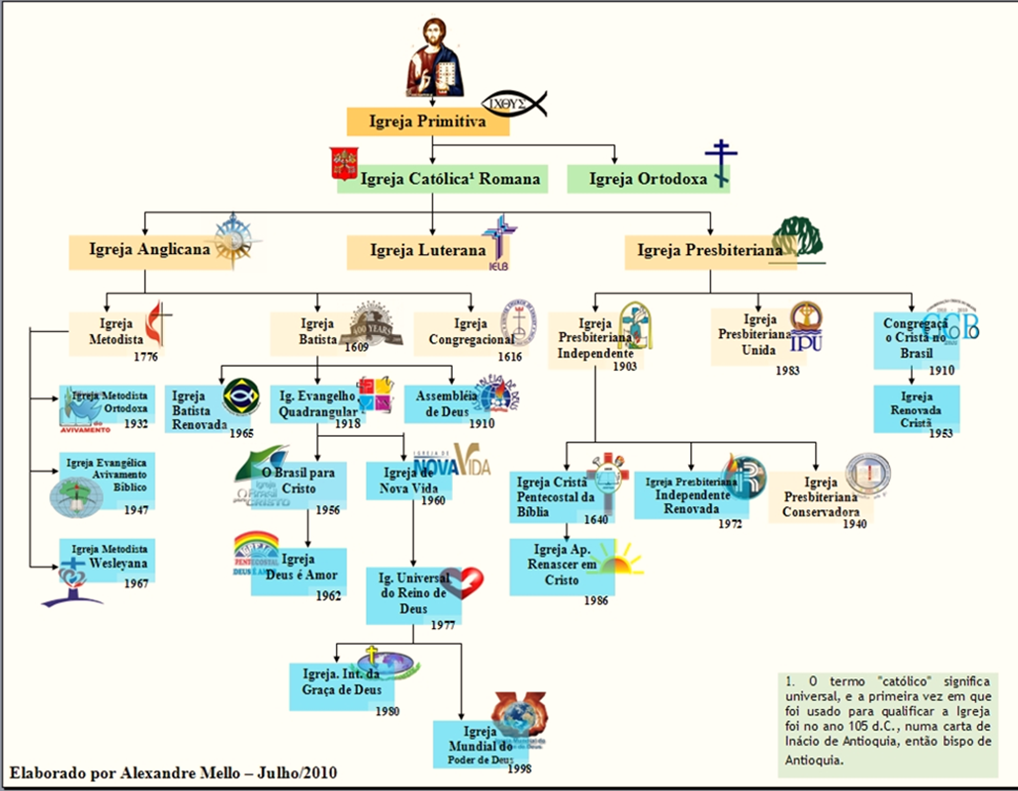 ΙΧΘΥΣ
Igreja Primitiva
Igreja Católica¹ Romana
Igreja Ortodoxa
Igreja Anglicana
Igreja Luterana
IELB
Igreja Presbiteriana
Igreja
Metodista
1776
Igreja
Batista
1609
400 YEARS
Igreja
Congregacional
1616
Igreja
Presbiteriana
Independente
1903
Igreja
Presbiteriana
Unida
IPU
1983
Congregaçã
o Cristã no
Brasil
CCB
1910
Igreja Metodista
Ortodoxa
AVIVAMENTO
1932
Igreja
Batista
Renovada
1965
Ig. Evangelho
Quadrangular
1918
Assembléia
de Deus
1910
Igreja
Renovada
Cristã
1953
Igreja Evangélica
Avivamento
Bíblico
1947
O Brasil para
Cristo
1956
IGREJA DE
NOVA VIDA
Igreja de
Nova Vida
1960
Igreja Cristã
Pentecostal da
Bíblia
1640
Igreja Presbiteriana
Independente
Renovada
1972
Igreja
Presbiteriana
Conservadora
1940
Igreja Metodista
Wesleyana
1967
PENTECOSTAL
DEUS É AMOR
Igreja
Deus é Amor
1962
Ig. Universal
do Reino de
Deus
1977
Igreja Ap.
Renascer em
Cristo
1986
Igreja. Int. da
Graça de Deus
1980
Igreja
Mundial do
Poder de Deus
1998
1. O termo "católico" significa
universal, e a primeira vez em que
foi usado para qualificar a Igreja
foi no ano 105 d.C., numa carta de
Inácio de Antioquia, então bispo de
Antioquia.
Elaborado por Alexandre Mello – Julho/2010